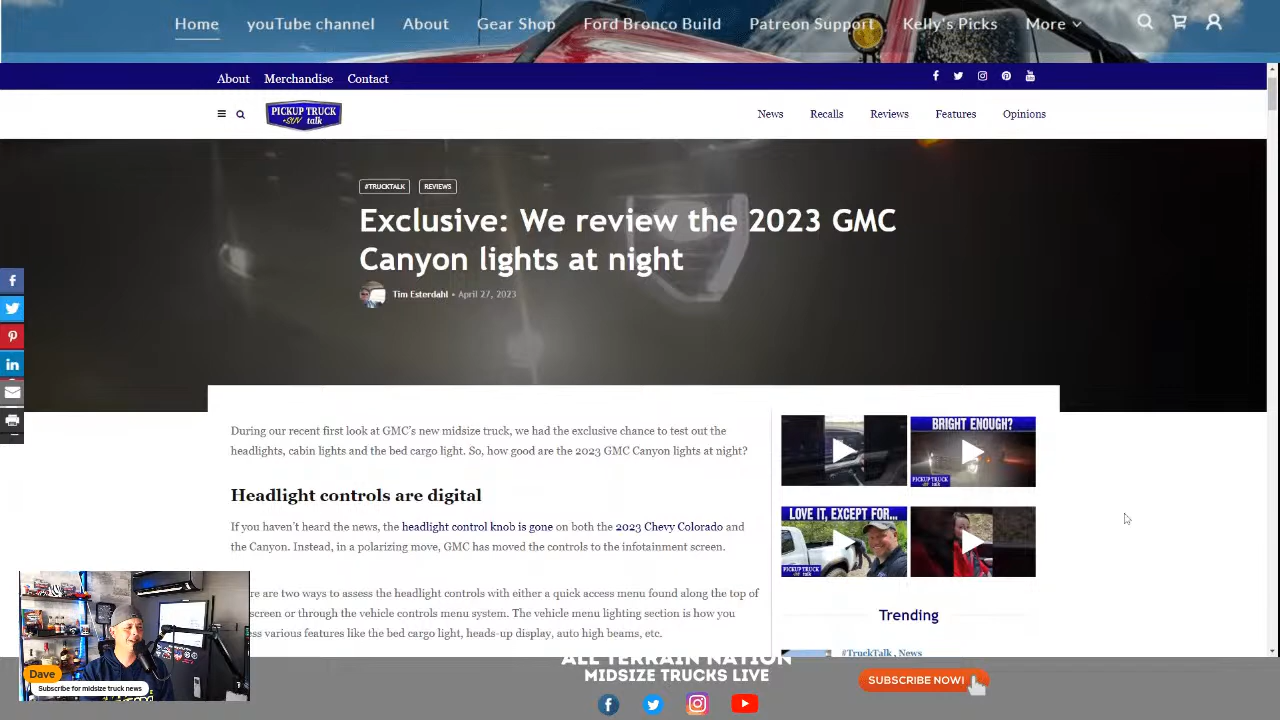 Home youTube channel About Gear Shop Ford Bronco Build Patreon Support Kelly's Picks More
About Merchandise Contact
PICKUP TRUCK
+SUV talk
News Recalls Reviews Features Opinions
#TRUCKTALK REVIEWS
Exclusive: We review the 2023 GMC
Canyon lights at night
Tim Esterdahl • April 27, 2023
During our recent first look at GMC's new midsize truck, we had the exclusive chance to test out the
headlights, cabin lights and the bed cargo light. So, how good are the 2023 GMC Canyon lights at night?
Headlight controls are digital
If you haven't heard the news, the headlight control knob is gone on both the 2023 Chevy Colorado and
the Canyon. Instead, in a polarizing move, GMC has moved the controls to the infotainment screen.
re are two ways to assess the headlight controls with either a quick access menu found along the top of
screen or through the vehicle controls menu system. The vehicle menu lighting section is how you
ss various features like the bed cargo light, heads-up display, auto high beams, etc.
BRIGHT ENOUGH?
PICKUP TRUCK
talk
LOVE IT, EXCEPT FOR...
PICKUP TRUCK
talk
Trending
#TruckTalk, News
Dave
Subscribe for midsize truck news
ALL TERRAIN NATION
MIDSIZE TRUCKS LIVE
SUBSCRIBE NOW!